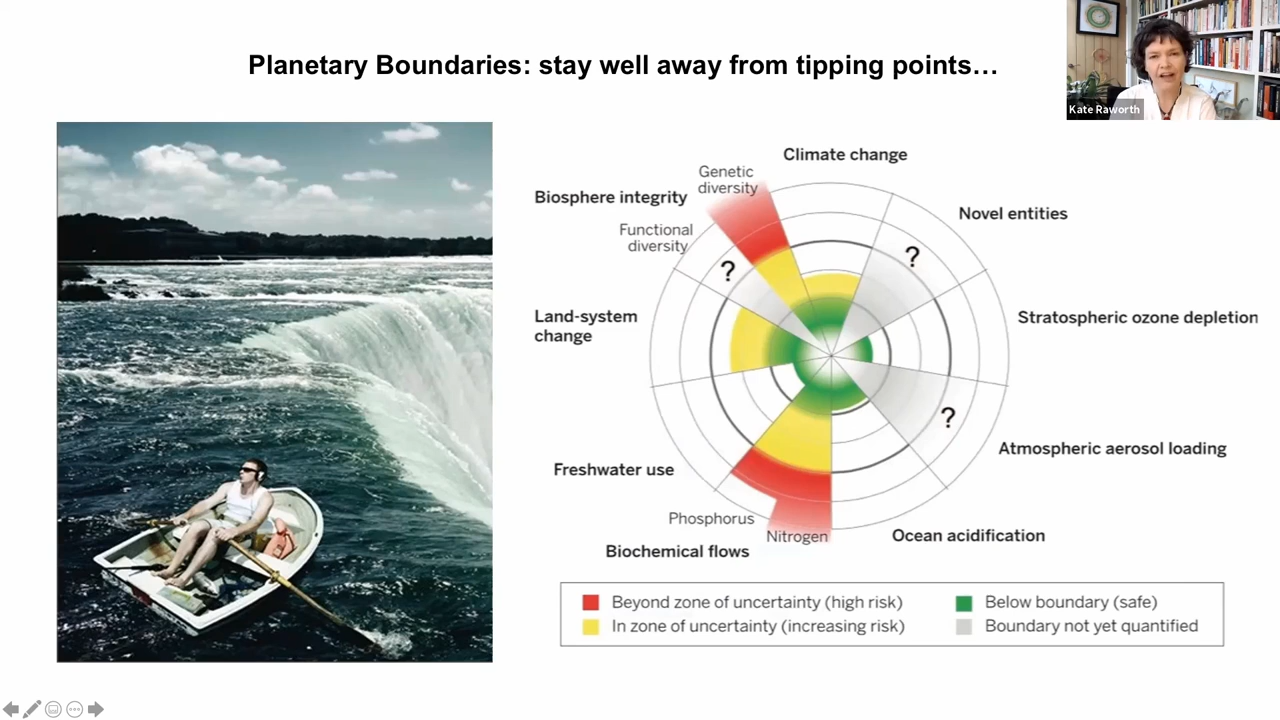 Planetary Boundaries: stay well away from tipping points…
Kate Raworth
Climate change
Genetic
diversity
Biosphere integrity
Novel entities
Functional
diversity
?
?
Land-system
change
Stratospheric ozone depletion
?
Atmospheric aerosol loading
Freshwater use
Phosphorus
Nitrogen
Ocean acidification
Biochemical flows
Beyond zone of uncertainty (high risk)
Below boundary (safe)
In zone of uncertainty (increasing risk)
Boundary not yet quantified